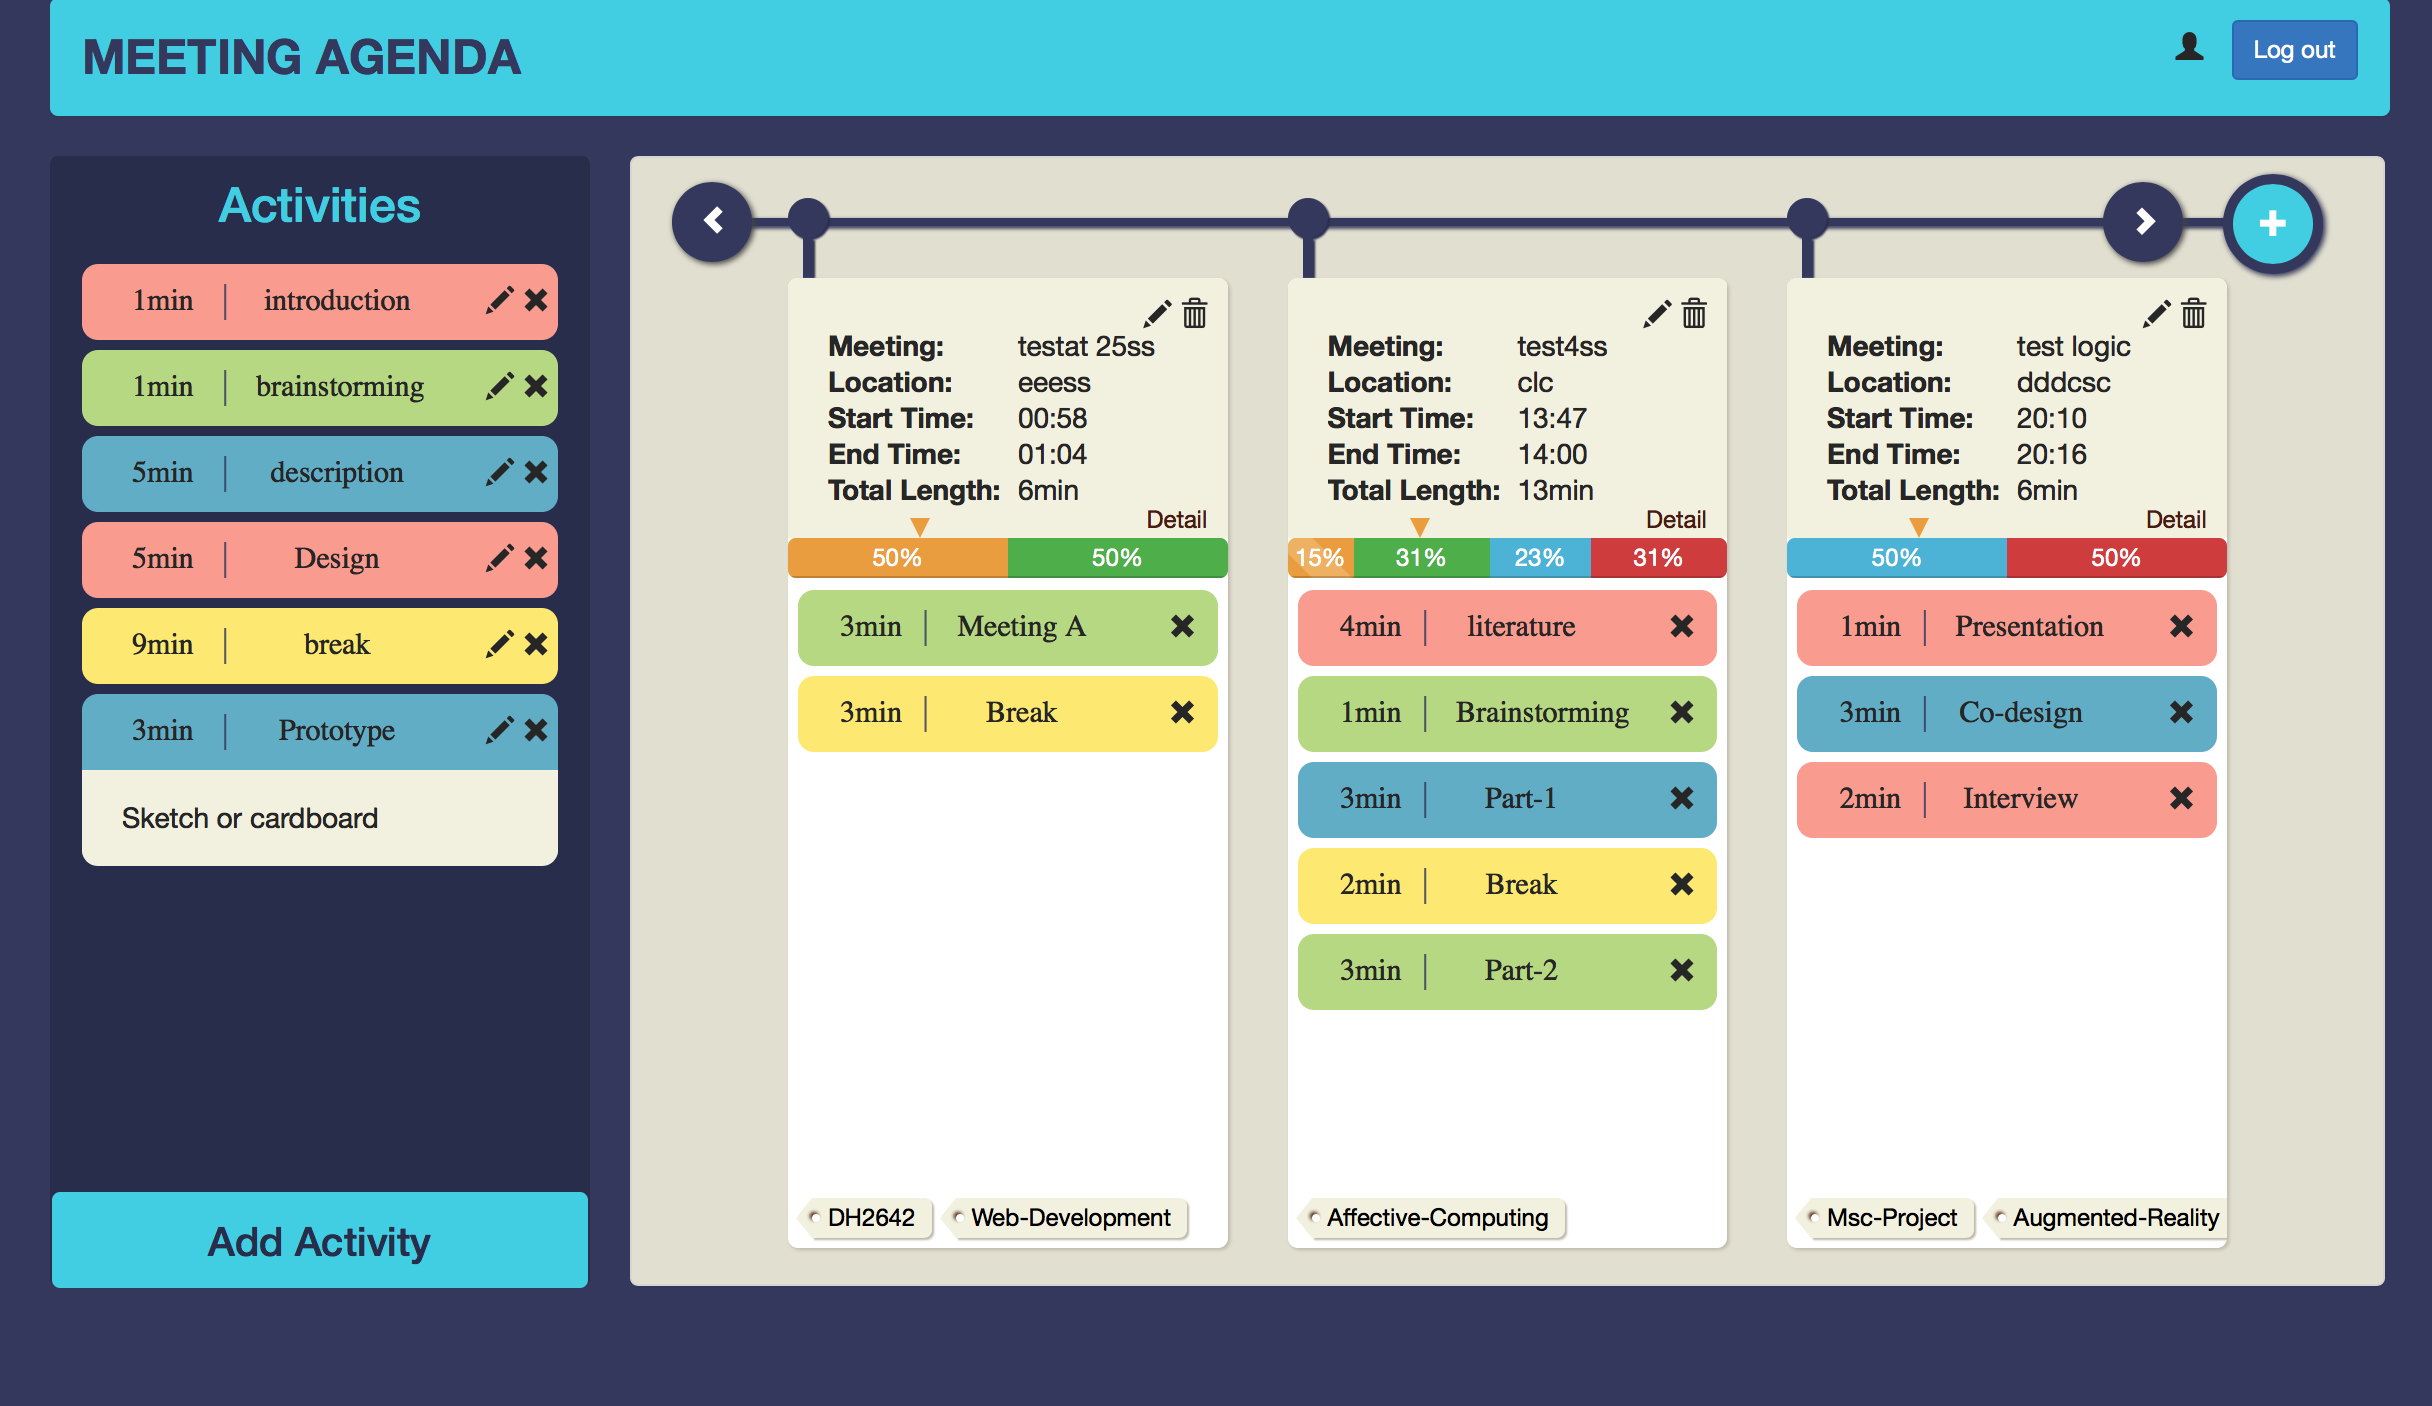 MEETING AGENDA
Log out
Activities
1min introduction
1min brainstorming
5min description
5min Design
9min break
3min Prototype
Sketch or cardboard
Add Activity
Meeting: testat 25ss
Location: eeess
Start Time: 00:58
End Time: 01:04
Total Length: 6min
Detail
50% 50%
3min Meeting A
3min Break
DH2642 Web-Development
Meeting: test4ss
Location: clc
Start Time: 13:47
End Time: 14:00
Total Length: 13min
Detail
15% 31% 23% 31%
4min literature
1min Brainstorming
3min Part-1
2min Break
3min Part-2
Affective-Computing
Meeting: test logic
Location: dddcsc
Start Time: 20:10
End Time: 20:16
Total Length: 6min
Detail
50% 50%
1min Presentation
3min Co-design
2min Interview
Msc-Project Augmented-Reality